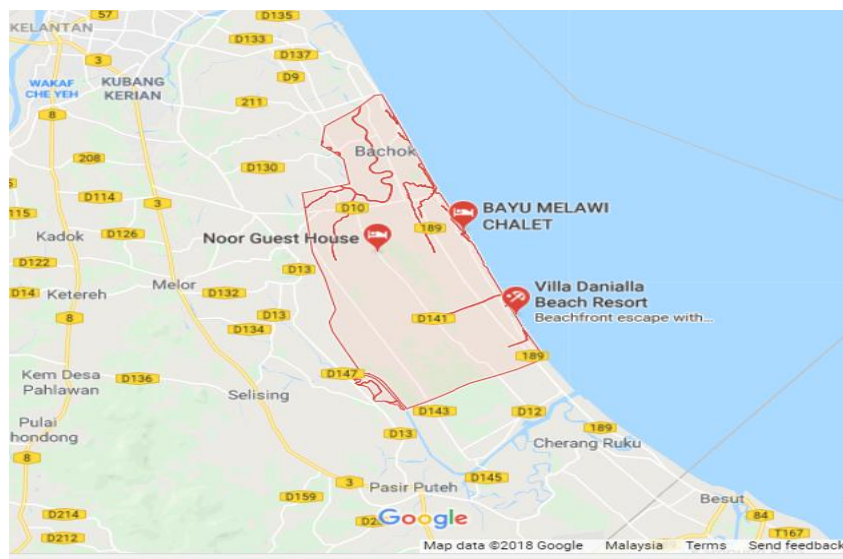 57
D135
KELANTAN
D133
3
D137
WAKAF
CHE YEH
KUBANG
KERIAN
D9
211
8
Bachok
208
D130
D114
3
D10
BAYU MELAWI
CHALET
115
Kadok
D126
189
Noor Guest House
D122
D13
Villa Danialla
Beach Resort
Beachfront escape with...
D14
Ketereh
D132
Melor
D13
D141
8
D134
189
Kem Desa
Pahlawan
D136
D147
Selising
D143
D12
Pulai
hondong
D13
189
Cherang Ruku
8
3
D145
D159
Pasir Puteh
Besut
D214
Google
84
D212
T167
Map data ©2018 Google Malaysia Terms Send feedback